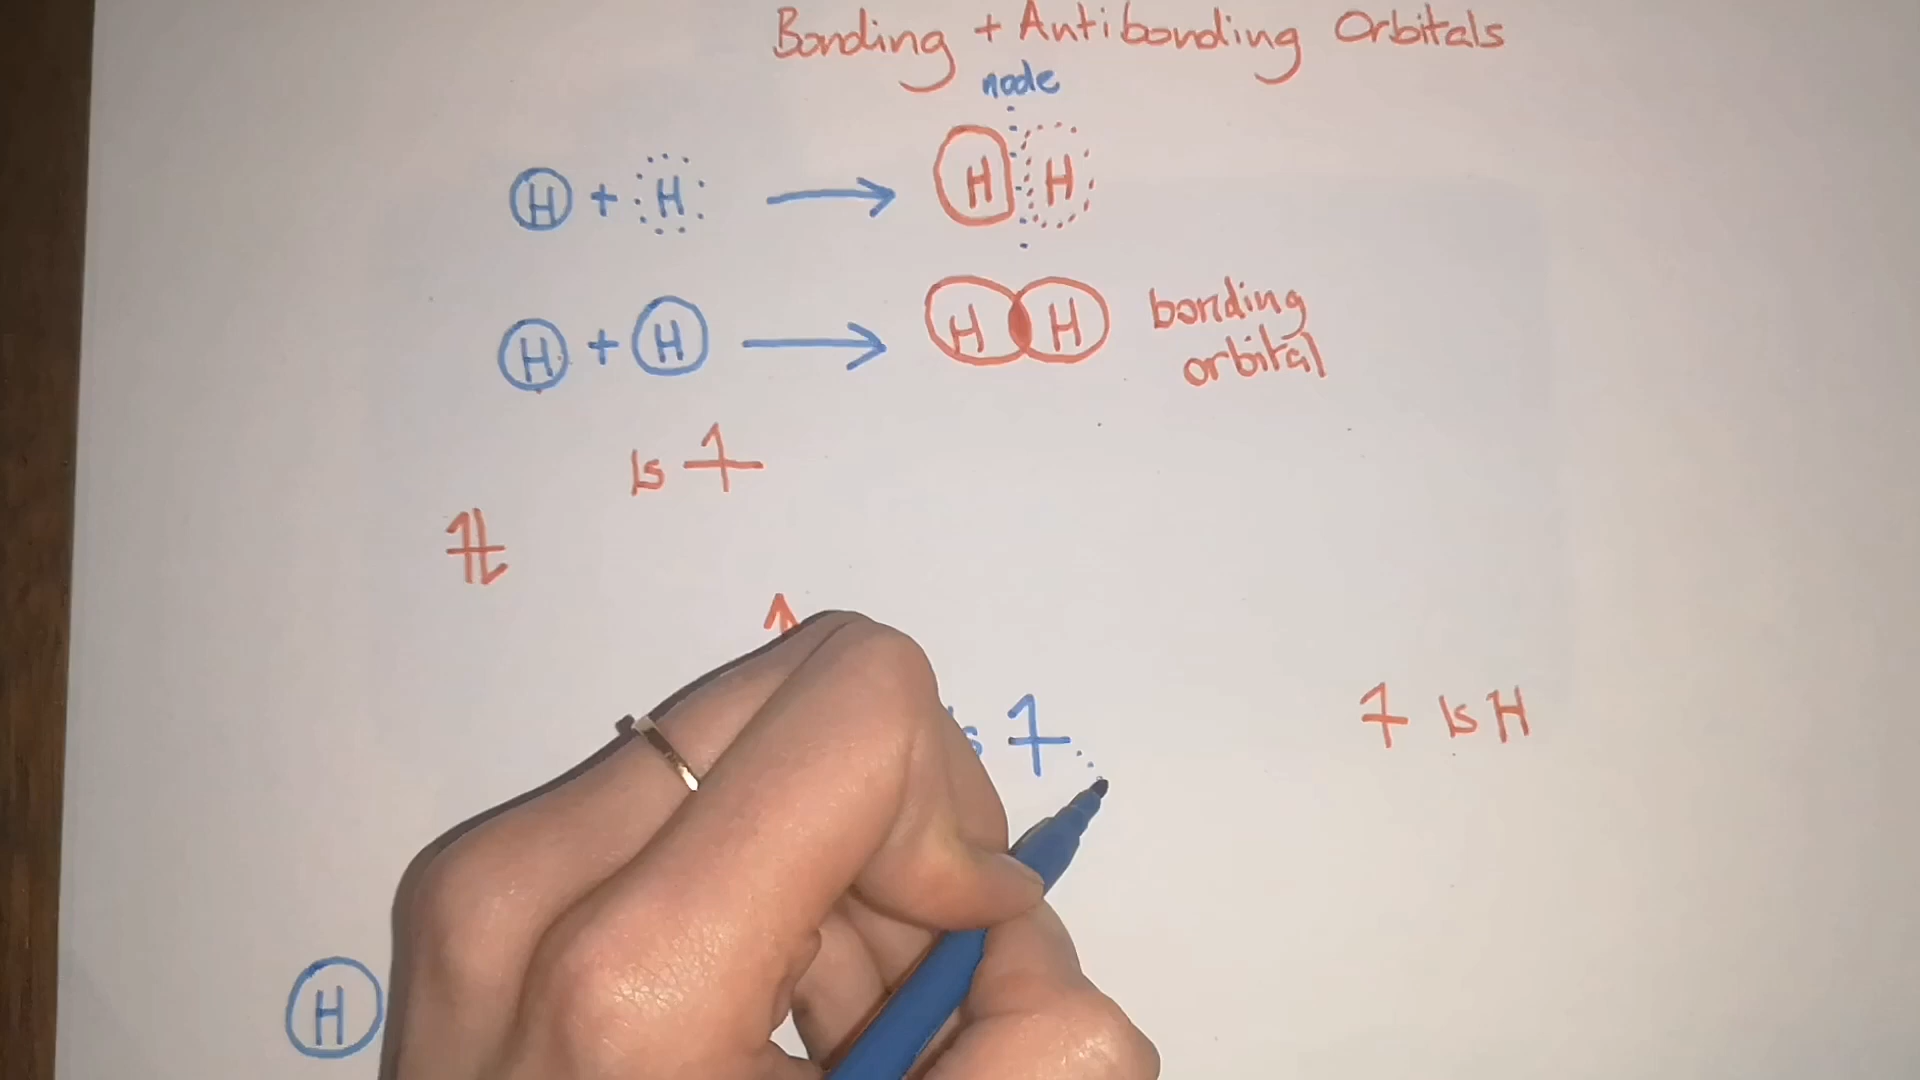 Bonding + Antibonding Orbitals
node
H + H → H H
H + H → H H bonding
orbital
1s
1s H
H